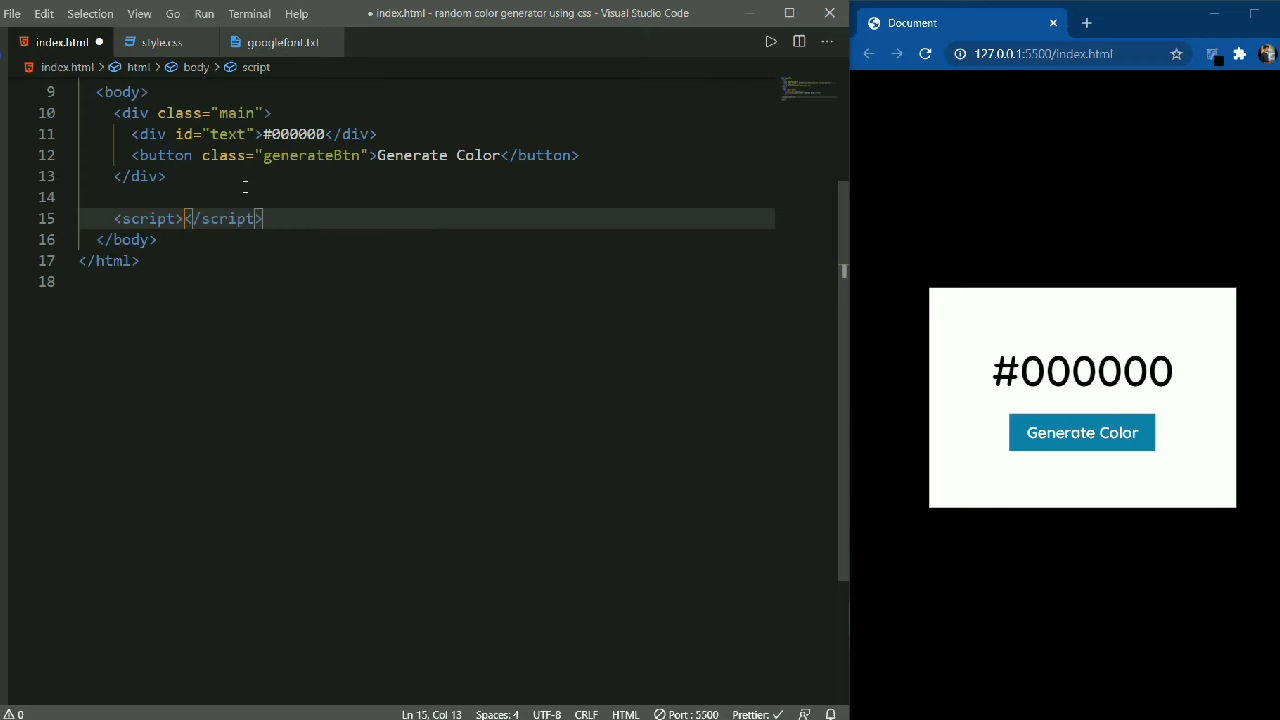 File Edit Selection View Go Run Terminal Help
● index.html - random color generator using css - Visual Studio Code
index.html ● style.css googlefont.txt
index.html > html > body > script
9 <body>
10 <div class="main">
11 <div id="text">#000000</div>
12 <button class="generateBtn">Generate Color</button>
13 </div>
14
15 <script></script>
16 </body>
17 </html>
18
0
Ln 15, Col 13 Spaces: 4 UTF-8 CRLF HTML Port : 5500 Prettier: ✓
Document
127.0.0.1:5500/index.html
#000000
Generate Color